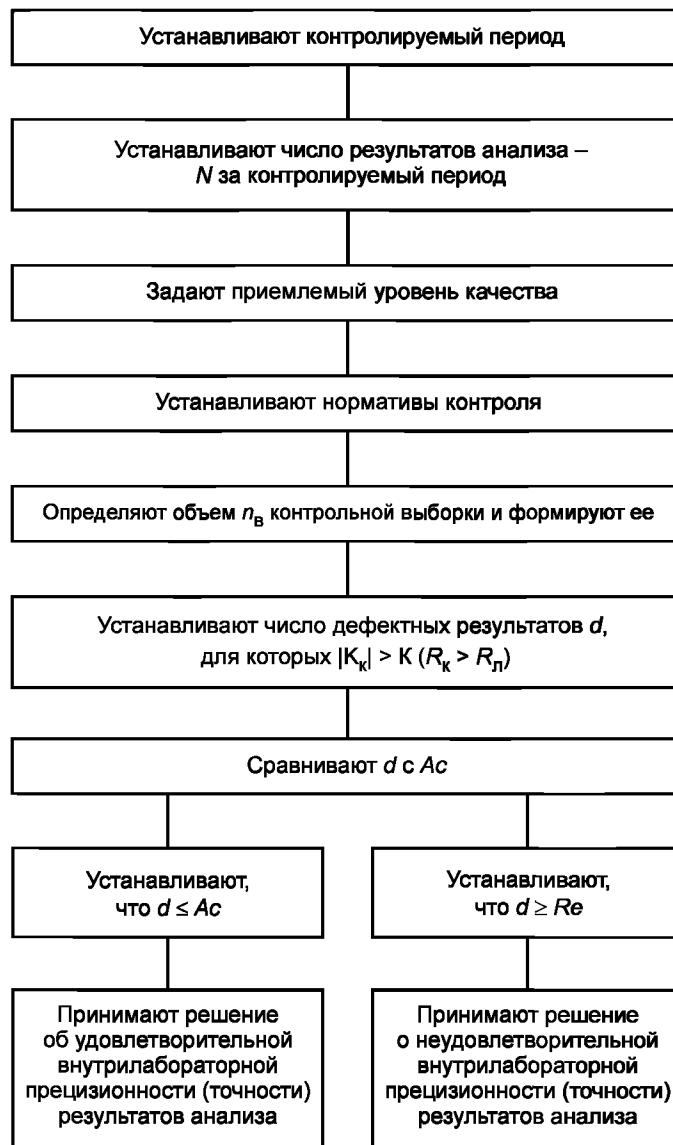 Устанавливают контролируемый период
Устанавливают число результатов анализа –
N за контролируемый период
Задают приемлемый уровень качества
Устанавливают нормативы контроля
Определяют объем nв контрольной выборки и формируют ее
Устанавливают число дефектных результатов d,
для которых |Kк| > K (Rк > Rл)
Сравнивают d с Ac
Устанавливают,
что d ≤ Ac
Устанавливают,
что d ≥ Re
Принимают решение
об удовлетворительной
внутрилабораторной
прецизионности (точности)
результатов анализа
Принимают решение
о неудовлетворительной
внутрилабораторной
прецизионности (точности)
результатов анализа